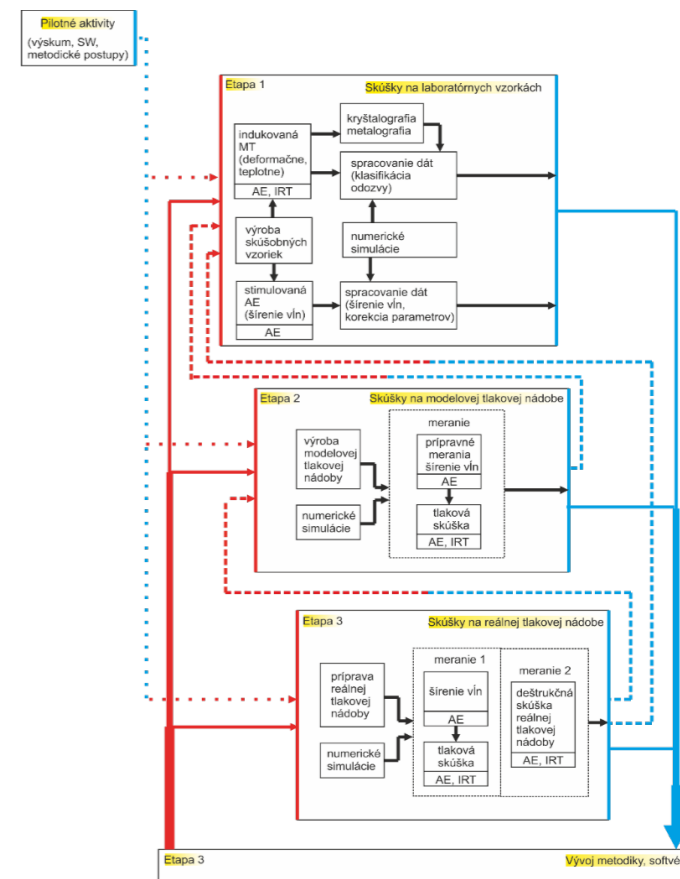 Pilotné aktivity
(výskum, SW,
metodické postupy)
Etapa 1
Skúšky na laboratórnych vzorkách
indukovaná
MT
(deformačne,
teplotne)
AE, IRT
kryštalografia
metalografia
spracovanie dát
(klasifikácia
odozvy)
výroba
skúšobných
vzoriek
numerické
simulácie
stimulovaná
AE
(šírenie vĺn)
AE
spracovanie dát
(šírenie vĺn,
korekcia parametrov)
Etapa 2
Skúšky na modelovej tlakovej nádobe
meranie
výroba
modelovej
tlakovej
nádoby
prípravné
merania
šírenie vĺn
AE
numerické
simulácie
tlaková
skúška
AE, IRT
Etapa 3
Skúšky na reálnej tlakovej nádobe
meranie 1
meranie 2
príprava
reálnej
tlakovej
nádoby
šírenie vĺn
AE
deštrukčná
skúška
reálnej
tlakovej
nádoby
AE, IRT
numerické
simulácie
tlaková
skúška
AE, IRT
Etapa 3
Vývoj metodiky, softvé